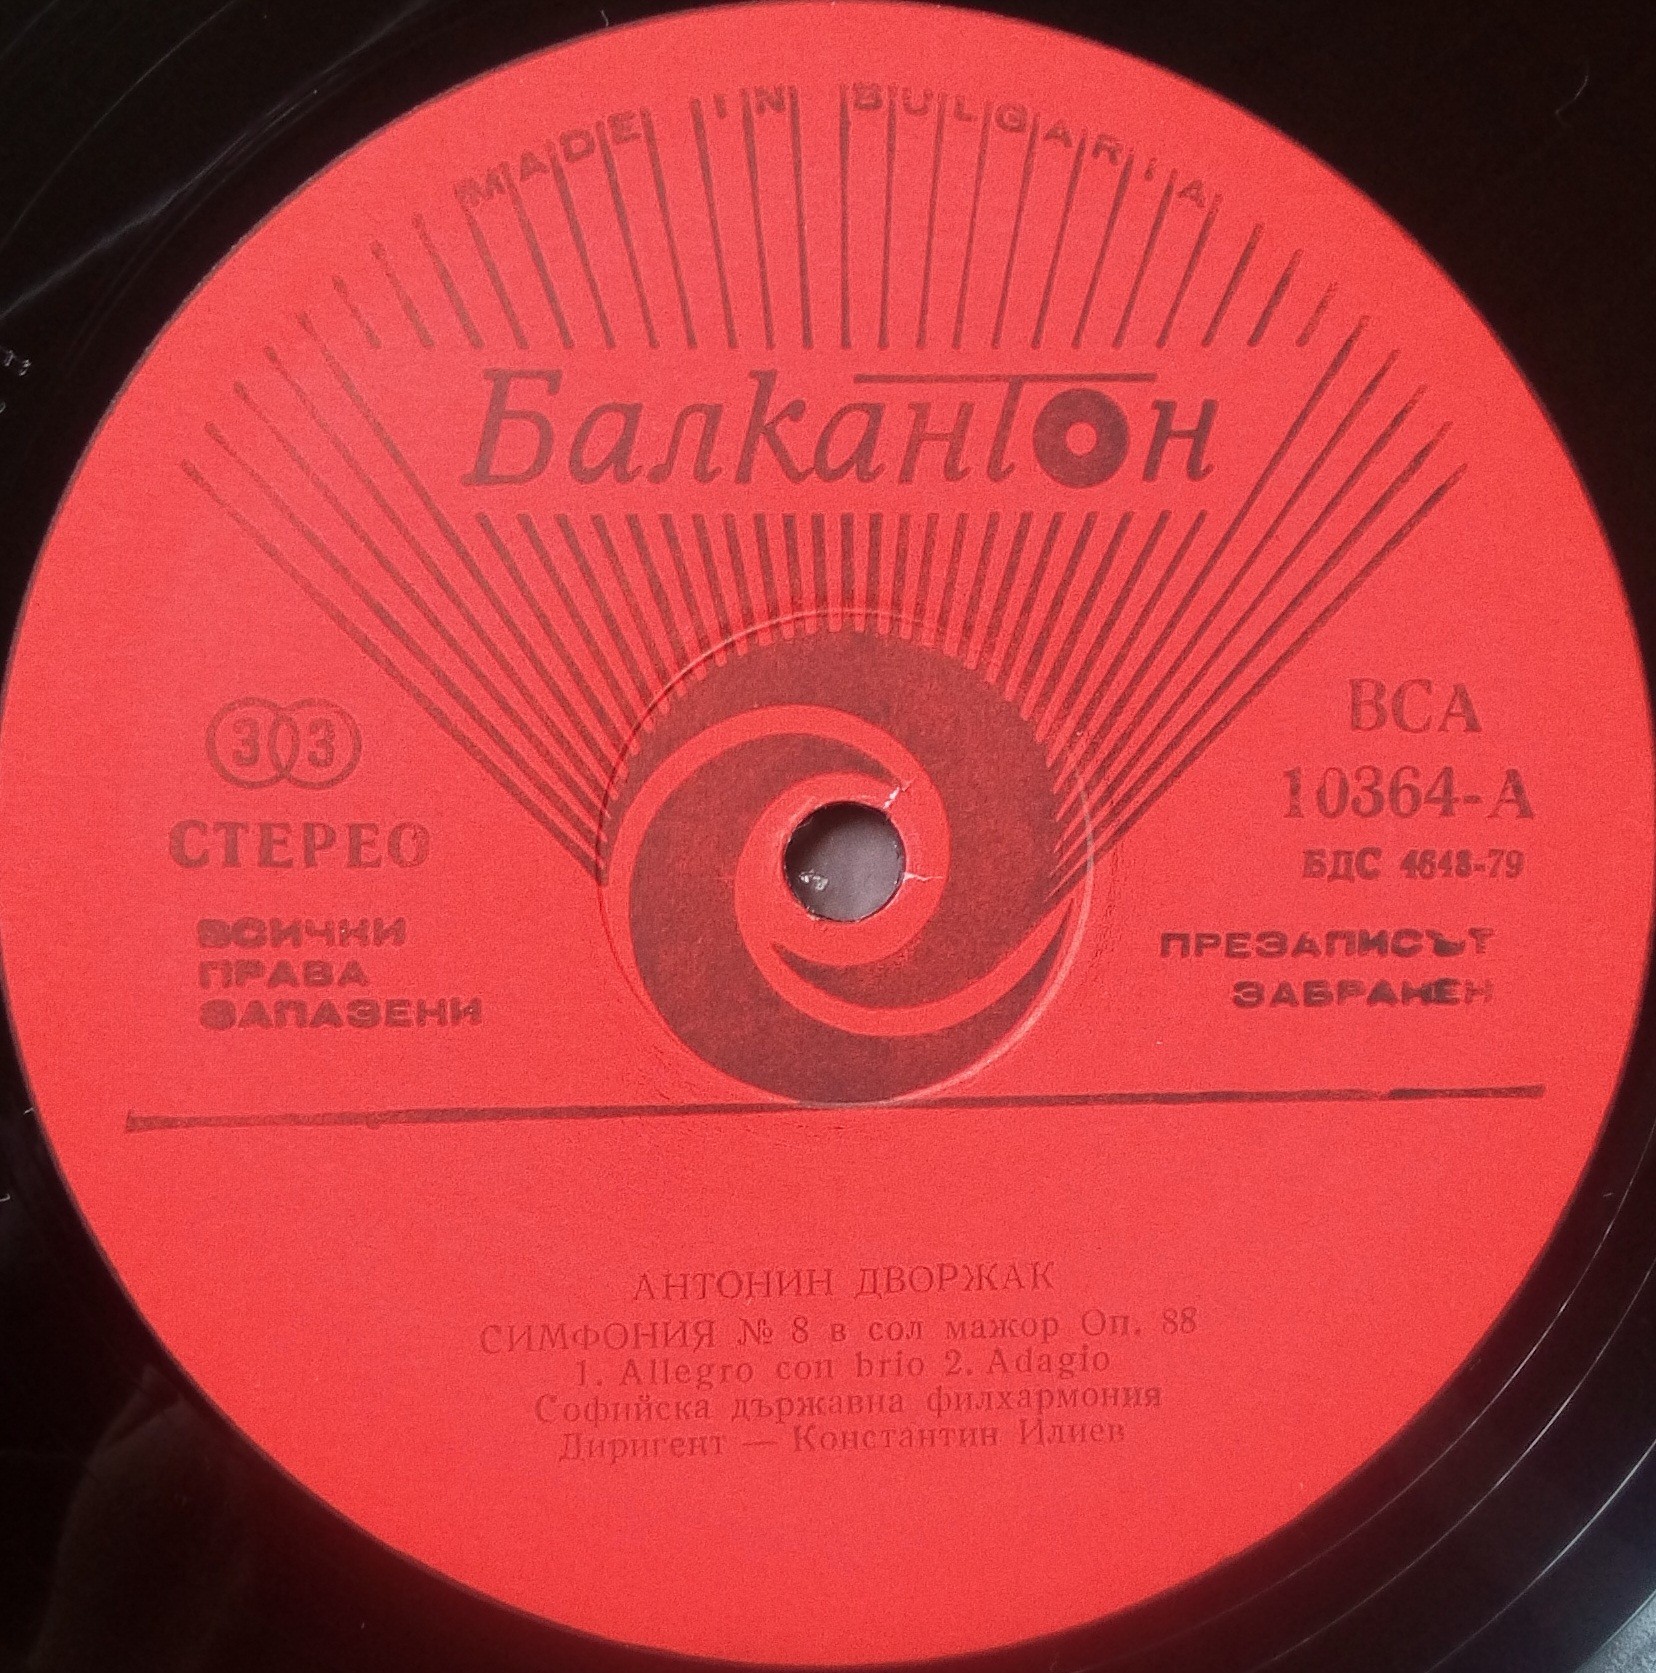 MADE IN BULGARIA
Балкантон
33
СТЕРЕО
ВСИЧКИ
ПРАВА
ЗАПАЗЕНИ
ВСА
10364-А
БДС 4648-79
ПРЕЗАПИСЪТ
ЗАБРАНЕН
АНТОНИН ДВОРЖАК
СИМФОНИЯ № 8 в сол мажор Оп. 88
1. Allegro con brio 2. Adagio
Софийска държавна филхармония
Диригент — Константин Илиев